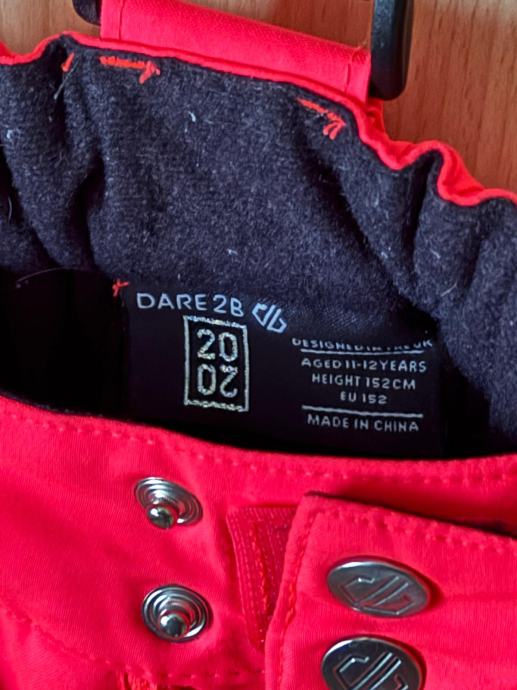 DARE 2B
20
20
DESIGNED IN THE UK
AGED 11-12 YEARS
HEIGHT 152CM
EU 152
MADE IN CHINA